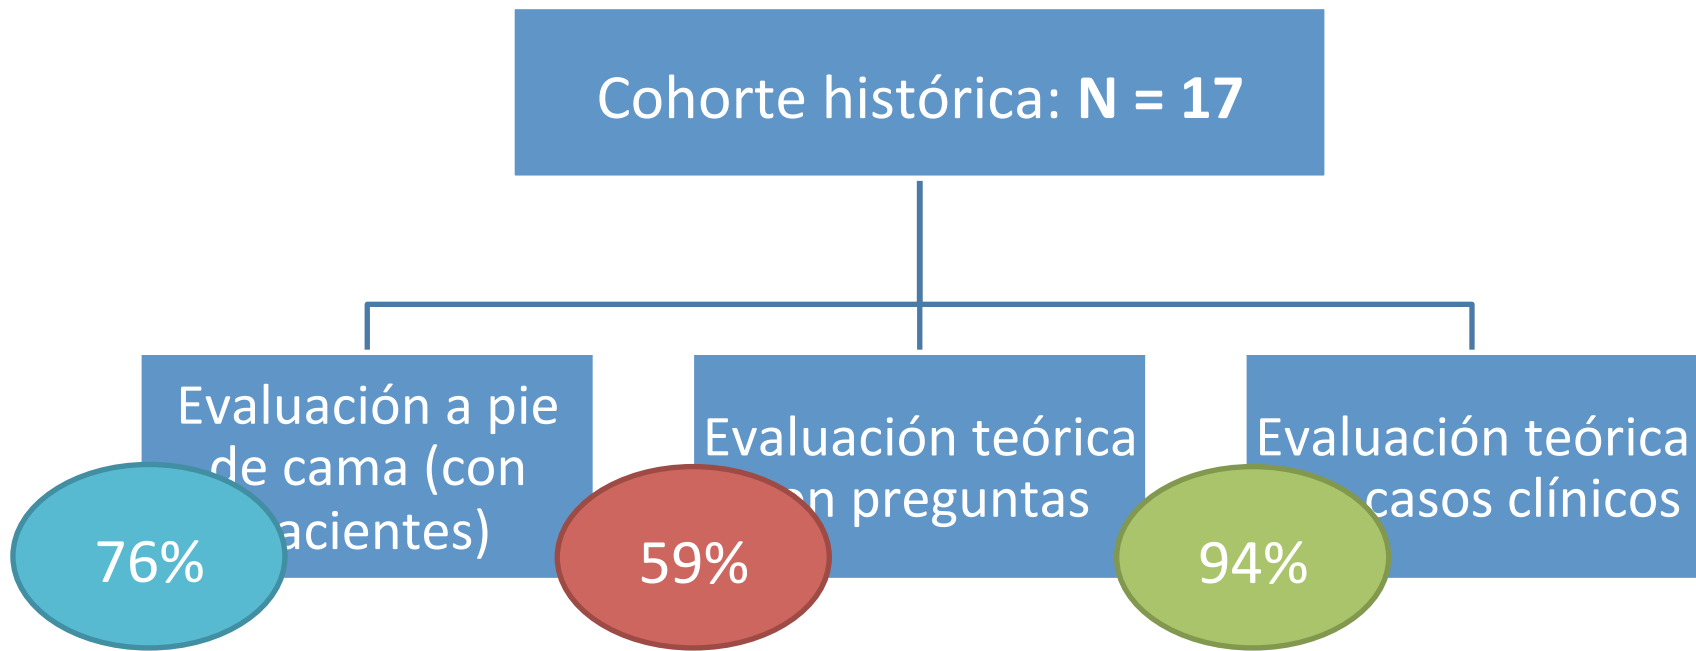 Cohorte histórica: N = 17
Evaluación a pie
de cama (con
acientes)
76%
Evaluación teórica
n preguntas
59%
Evaluación teórica
casos clínicos
94%